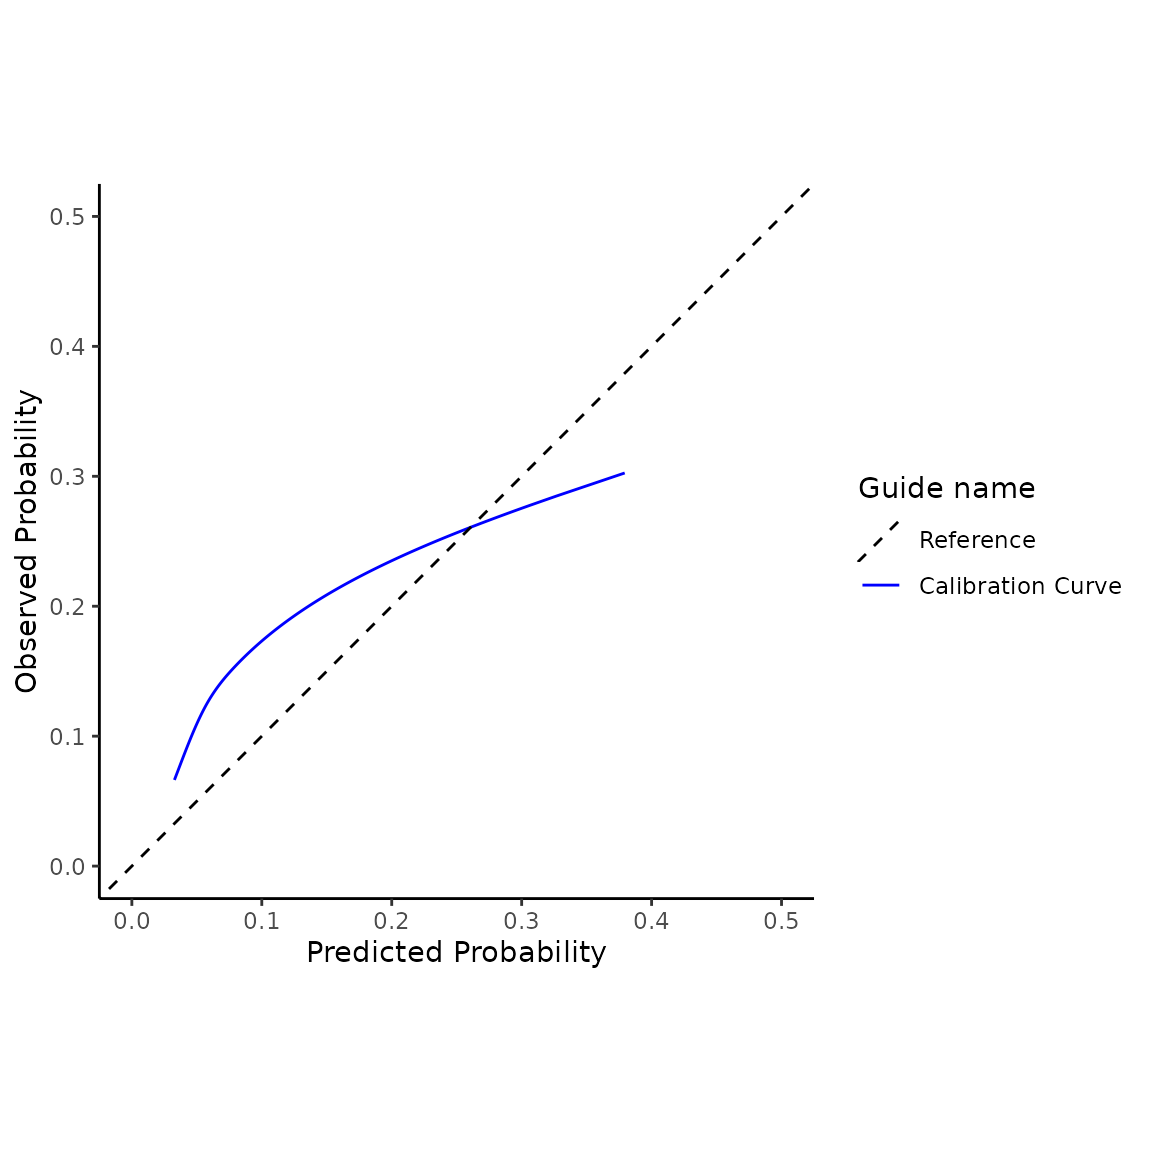 Observed Probability
0.5
0.4
0.3
0.2
0.1
0.0
0.0 0.1 0.2 0.3 0.4 0.5
Predicted Probability
Guide name
Reference
Calibration Curve